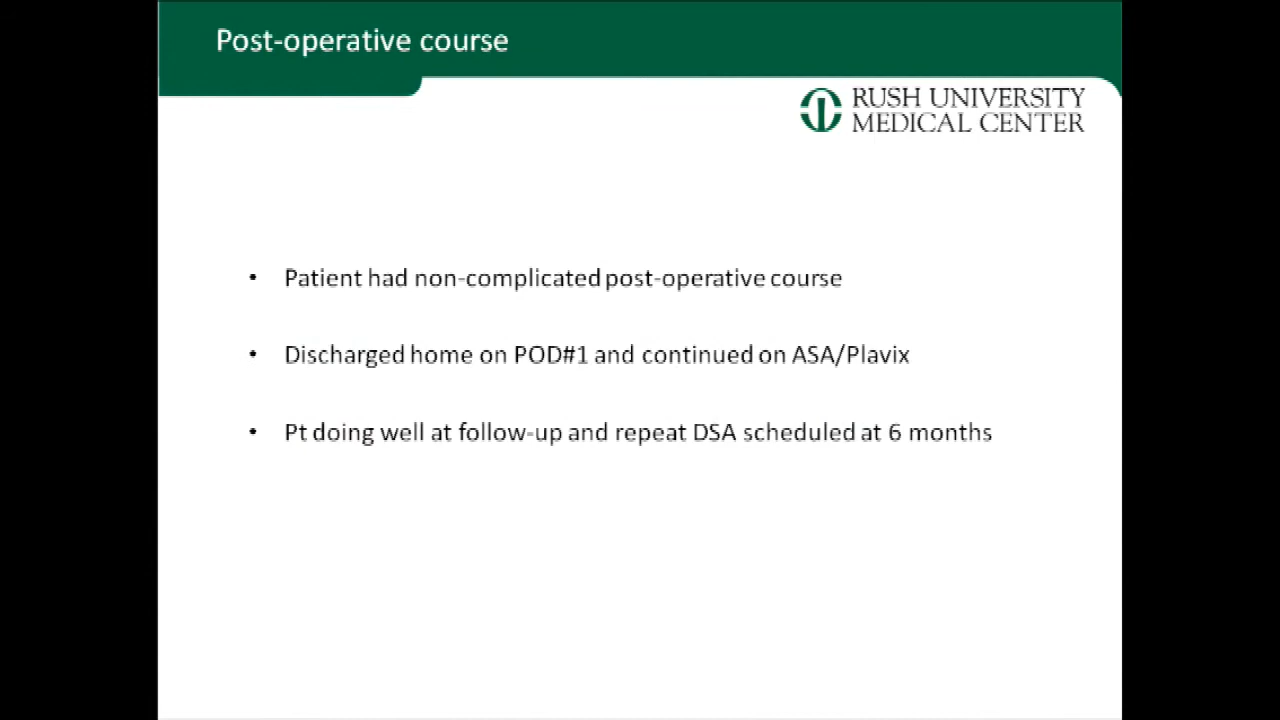 Post-operative course
RUSH UNIVERSITY
MEDICAL CENTER
• Patient had non-complicated post-operative course
• Discharged home on POD#1 and continued on ASA/Plavix
• Pt doing well at follow-up and repeat DSA scheduled at 6 months